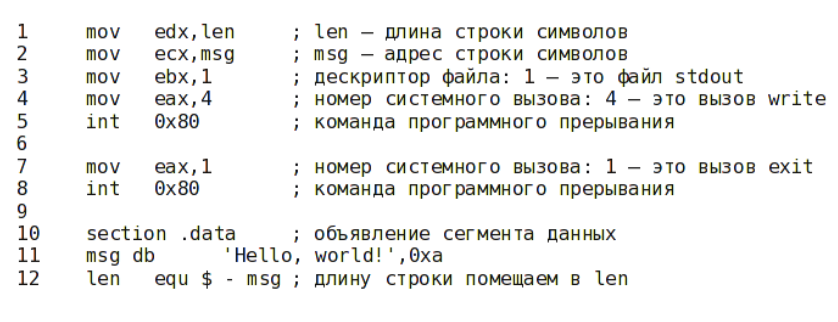 1 mov edx,len ; len – длина строки символов
2 mov ecx,msg ; msg – адрес строки символов
3 mov ebx,1 ; дескриптор файла: 1 – это файл stdout
4 mov eax,4 ; номер системного вызова: 4 – это вызов write
5 int 0x80 ; команда программного прерывания
6
7 mov eax,1 ; номер системного вызова: 1 – это вызов exit
8 int 0x80 ; команда программного прерывания
9
10 section .data ; объявление сегмента данных
11 msg db 'Hello, world!',0xa
12 len equ $ - msg ; длину строки помещаем в len